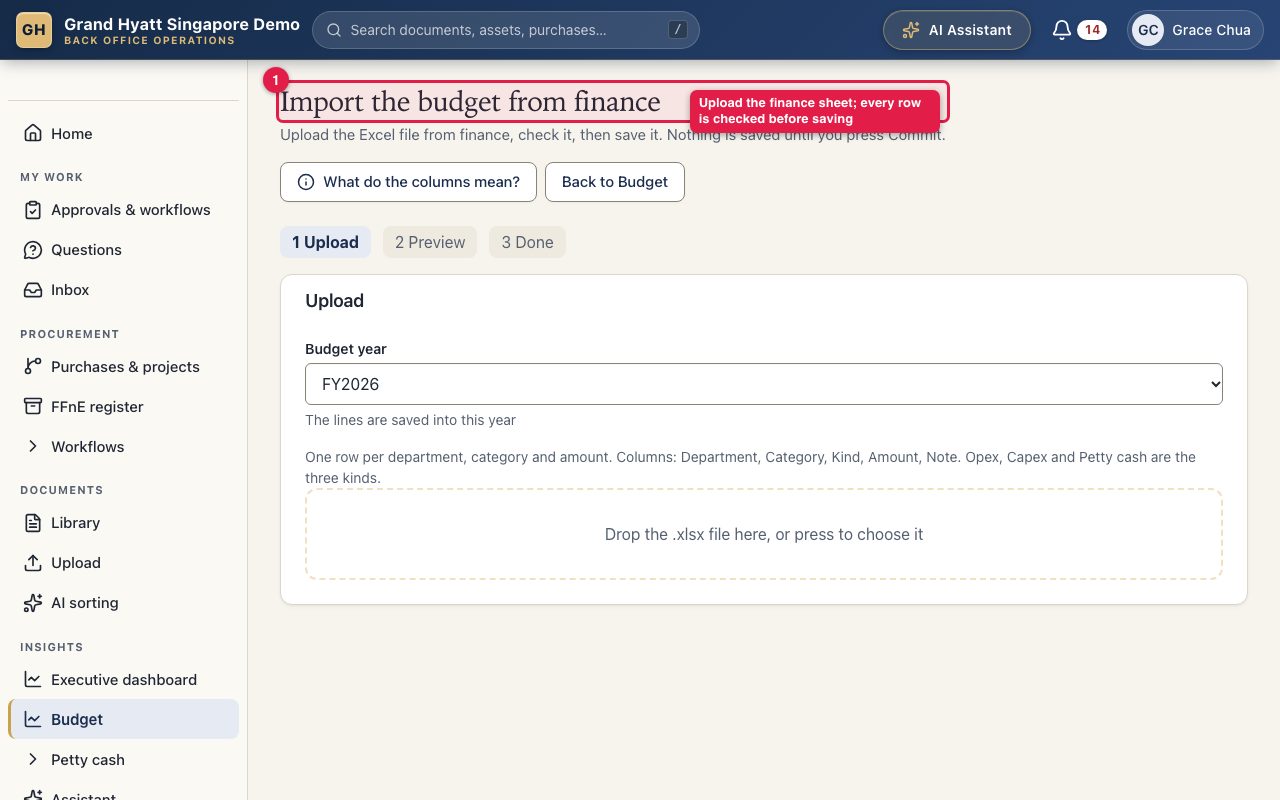 GH
Grand Hyatt Singapore Demo
BACK OFFICE OPERATIONS
Search documents, assets, purchases...
/
AI Assistant
14
GC
Grace Chua
Home
MY WORK
Approvals & workflows
Questions
Inbox
PROCUREMENT
Purchases & projects
FFnE register
Workflows
DOCUMENTS
Library
Upload
AI sorting
INSIGHTS
Executive dashboard
Budget
Petty cash
Assistant
1
Import the budget from finance
Upload the finance sheet; every row
is checked before saving
Upload the Excel file from finance, check it, then save it. Nothing is saved until you press Commit.
What do the columns mean?
Back to Budget
1 Upload
2 Preview
3 Done
Upload
Budget year
FY2026
The lines are saved into this year
One row per department, category and amount. Columns: Department, Category, Kind, Amount, Note. Opex, Capex and Petty cash are the
three kinds.
Drop the .xlsx file here, or press to choose it